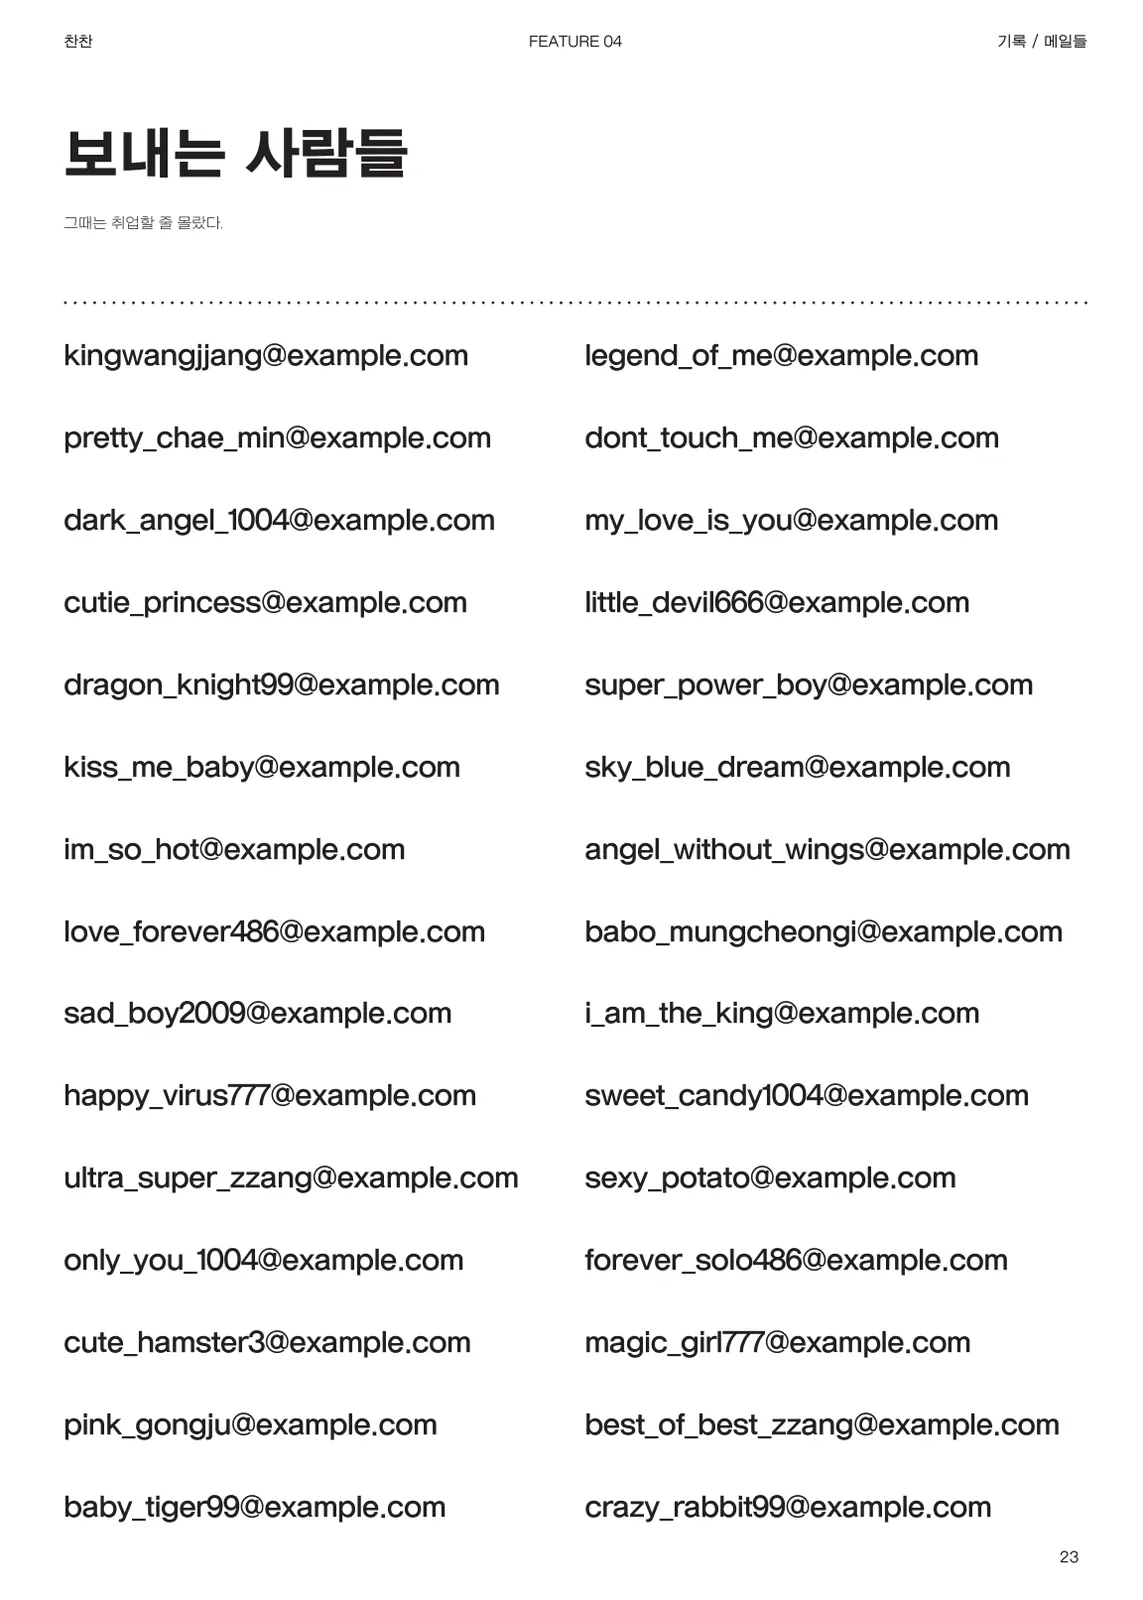 찬찬
FEATURE 04
기록 / 메일들
보내는 사람들
그때는 취업할 줄 몰랐다.
kingwangjjang@example.com
pretty_chae_min@example.com
dark_angel_1004@example.com
cutie_princess@example.com
dragon_knight99@example.com
kiss_me_baby@example.com
im_so_hot@example.com
love_forever486@example.com
sad_boy2009@example.com
happy_virus777@example.com
ultra_super_zzang@example.com
only_you_1004@example.com
cute_hamster3@example.com
pink_gongju@example.com
baby_tiger99@example.com
legend_of_me@example.com
dont_touch_me@example.com
my_love_is_you@example.com
little_devil666@example.com
super_power_boy@example.com
sky_blue_dream@example.com
angel_without_wings@example.com
babo_mungcheongi@example.com
i_am_the_king@example.com
sweet_candy1004@example.com
sexy_potato@example.com
forever_solo486@example.com
magic_girl777@example.com
best_of_best_zzang@example.com
crazy_rabbit99@example.com
23